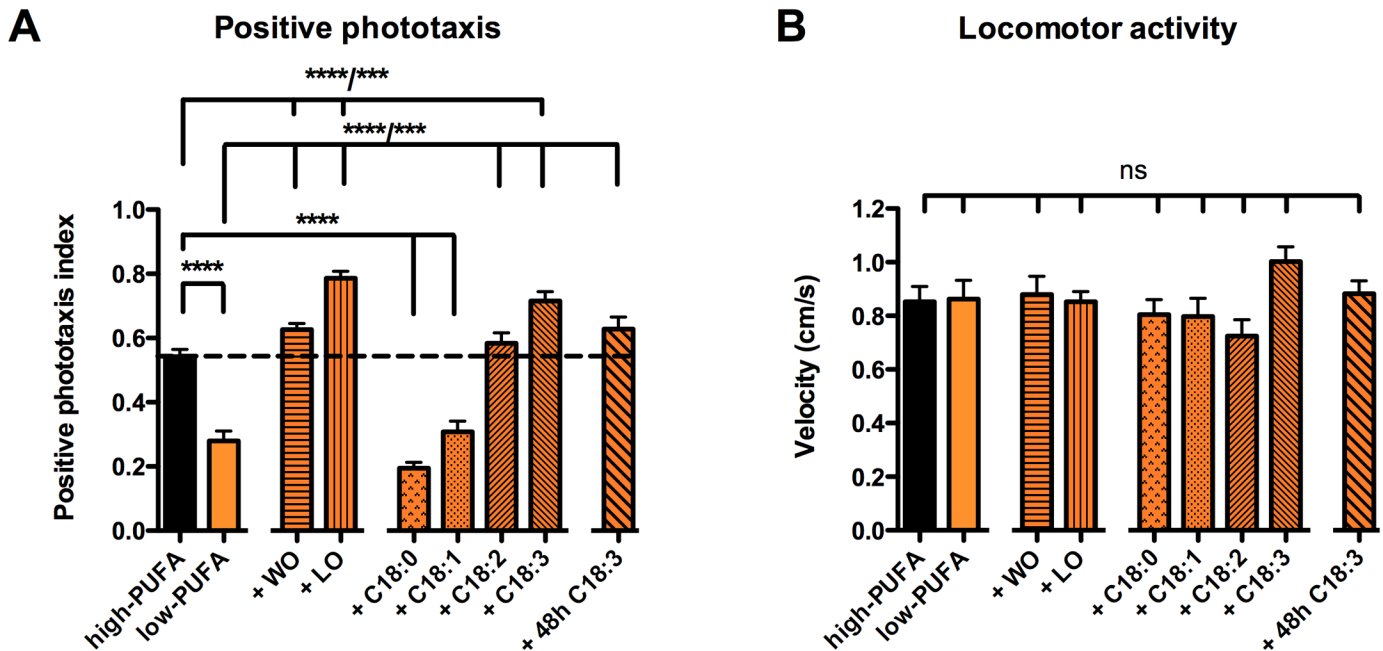 A
Positive phototaxis
****/***
****/***
****
****
Positive phototaxis index
1.0
0.8
0.6
0.4
0.2
0.0
high-PUFA
low-PUFA
+ WO
+ LO
+ C18:0
+ C18:1
+ C18:2
+ C18:3
+ 48h C18:3
B
Locomotor activity
ns
Velocity (cm/s)
1.2
1.0
0.8
0.6
0.4
0.2
0.0
high-PUFA
low-PUFA
+ WO
+ LO
+ C18:0
+ C18:1
+ C18:2
+ C18:3
+ 48h C18:3